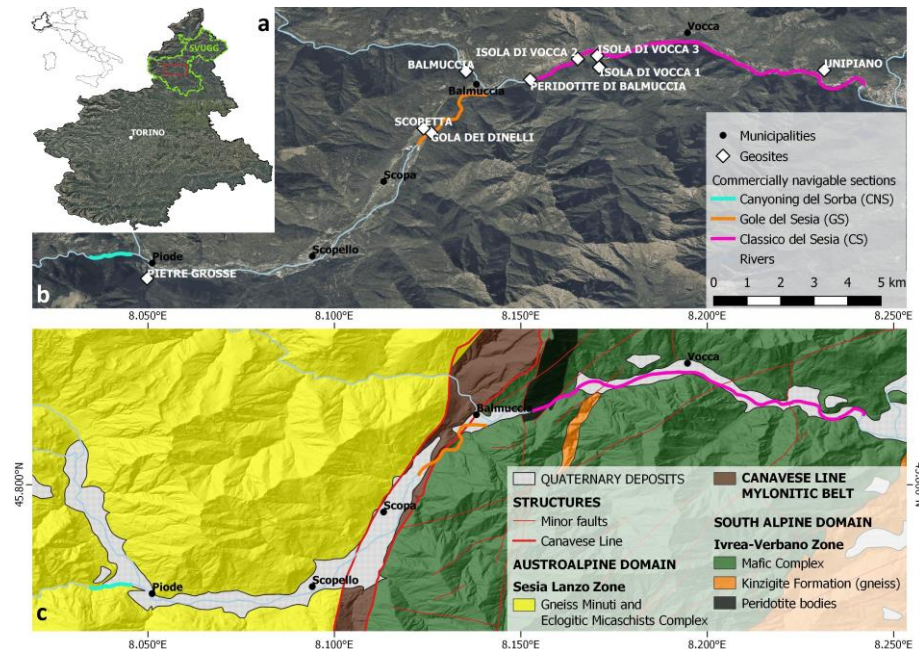 a
SVUGG
TORINO
b
Vocca
ISOLA DI VOCCA 2
ISOLA DI VOCCA 3
BALMUCCIA
ISOLA DI VOCCA 1
UNIPIANO
Balmuccia
PERIDOTITE DI BALMUCCIA
SCOPETTA
GOLA DEI DINELLI
Scopa
Scopello
Piode
PIETRE GROSSE
Municipalities
Geosites
Commercially navigable sections
Canyoning del Sorba (CNS)
Gole del Sesia (GS)
Classico del Sesia (CS)
Rivers
0 1 2 3 4 5 km
8.050°E 8.100°E 8.150°E 8.200°E 8.250°E
Vocca
Balmuccia
45.800°N
Scopa
Scopello
Piode
c
QUATERNARY DEPOSITS
STRUCTURES
Minor faults
Canavese Line
AUSTROALPINE DOMAIN
Sesia Lanzo Zone
Gneiss Minuti and
Eclogitic Micaschists Complex
CANAVESE LINE
MYLONITIC BELT
SOUTH ALPINE DOMAIN
Ivrea-Verbano Zone
Mafic Complex
Kinzigite Formation (gneiss)
Peridotite bodies
8.050°E 8.100°E 8.150°E 8.200°E 8.250°E